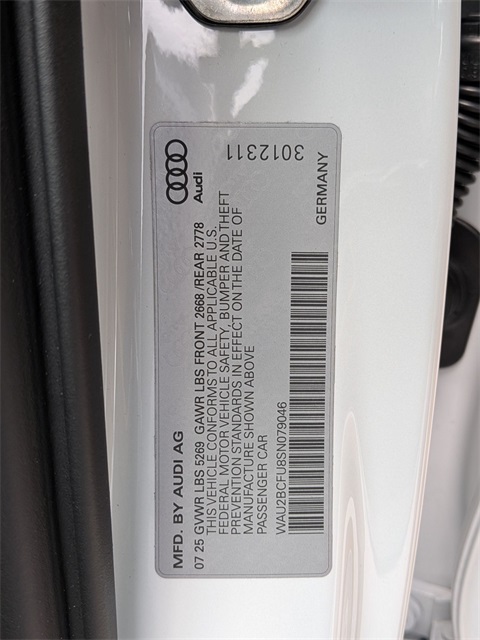 MFD. BY AUDI AG
Audi
07 25 GVWR LBS 5269 GAWR LBS FRONT 2668 /REAR 2778
THIS VEHICLE CONFORMS TO ALL APPLICABLE U.S.
FEDERAL MOTOR VEHICLE SAFETY, BUMPER AND THEFT
PREVENTION STANDARDS IN EFFECT ON THE DATE OF
MANUFACTURE SHOWN ABOVE
PASSENGER CAR
WAU2BCFU8SN079046
GERMANY
3012311